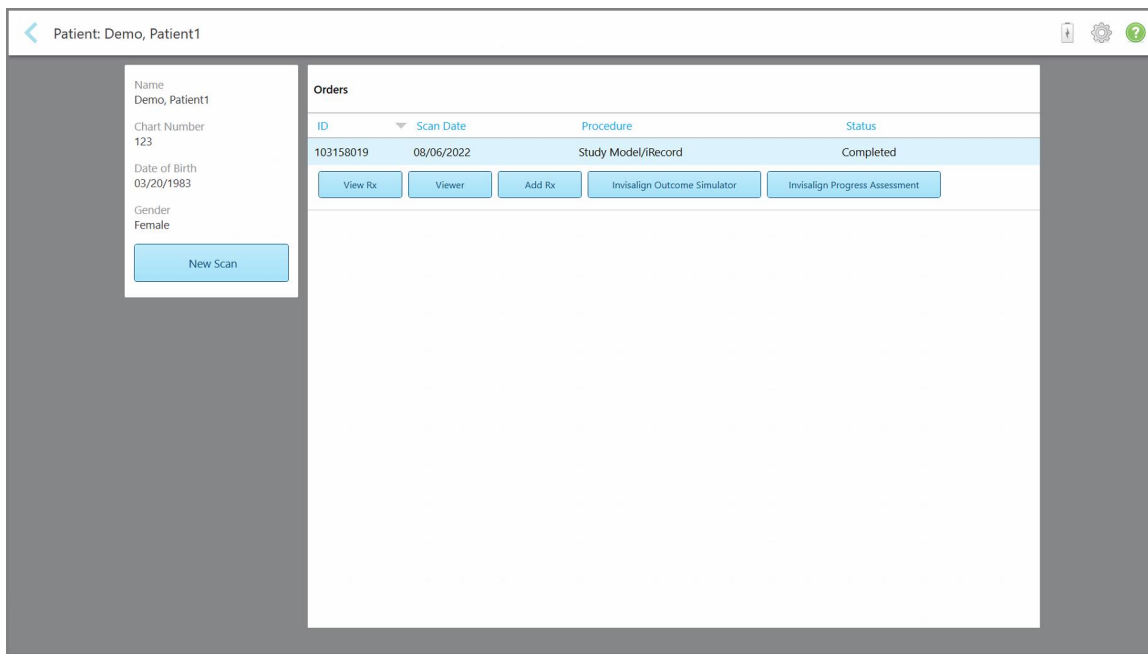 Patient: Demo, Patient1
?
Name
Demo, Patient1
Chart Number
123
Date of Birth
03/20/1983
Gender
Female
New Scan
Orders
ID Scan Date Procedure Status
103158019 08/06/2022 Study Model/iRecord Completed
View Rx Viewer Add Rx Invisalign Outcome Simulator Invisalign Progress Assessment